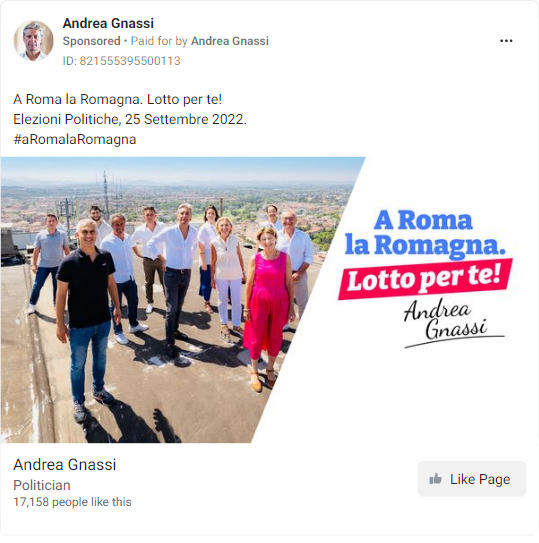 Andrea Gnassi
Sponsored • Paid for by Andrea Gnassi
ID: 821555395500113
A Roma la Romagna. Lotto per te!
Elezioni Politiche, 25 Settembre 2022.
#aRomalaRomagna
A Roma
la Romagna.
Lotto per te!
Andrea
Gnassi
Andrea Gnassi
Politician
17,158 people like this
Like Page